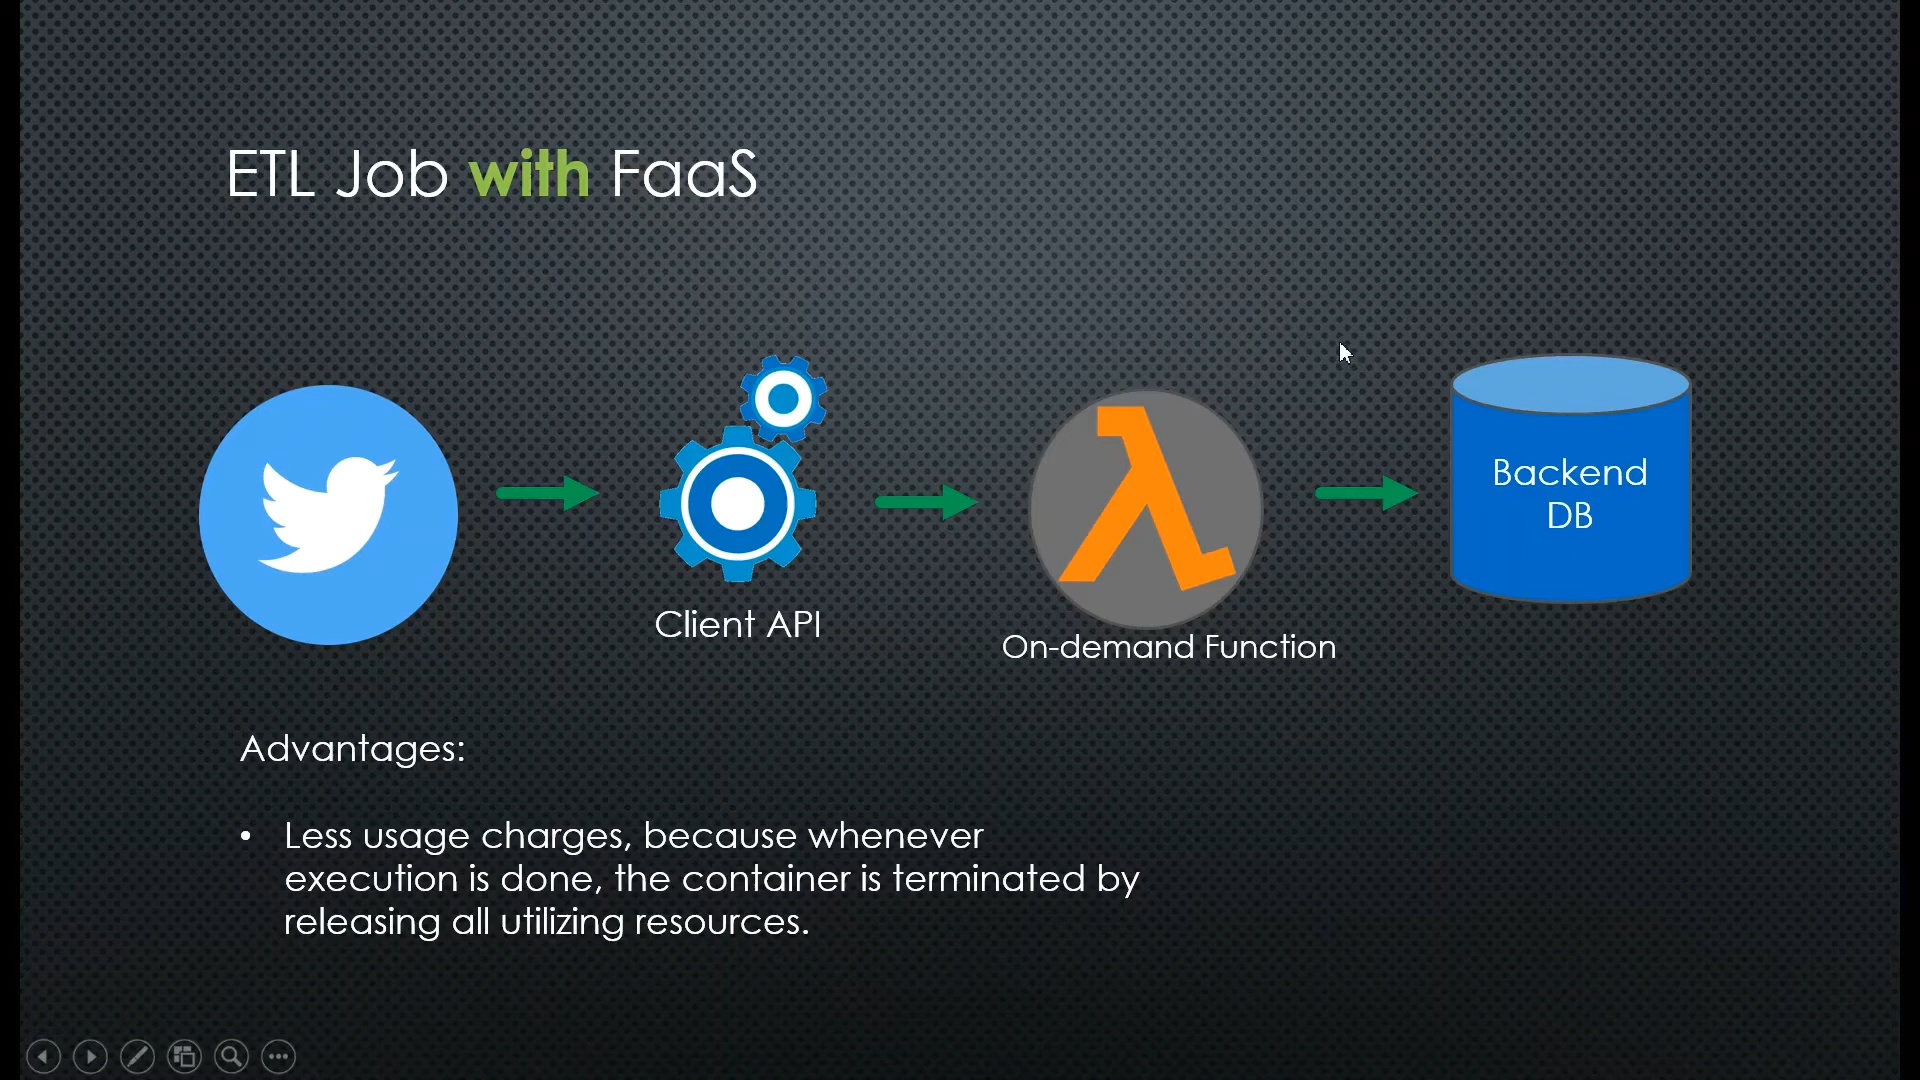 ETL Job with FaaS
Backend
DB
Client API
On-demand Function
Advantages:
• Less usage charges, because whenever
execution is done, the container is terminated by
releasing all utilizing resources.